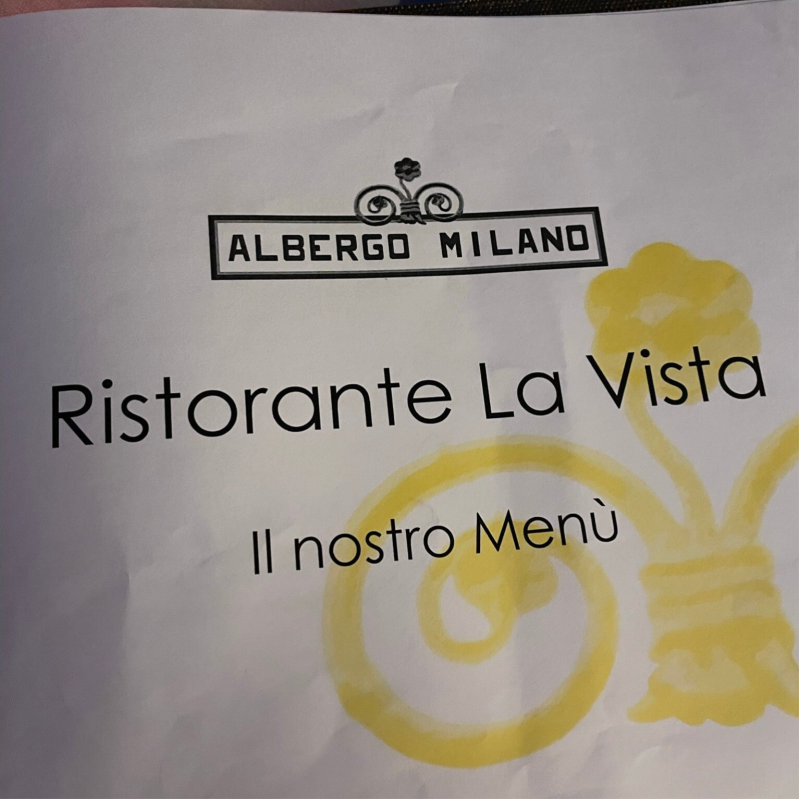 ALBERGO MILANO
Ristorante La Vista
Il nostro Menù